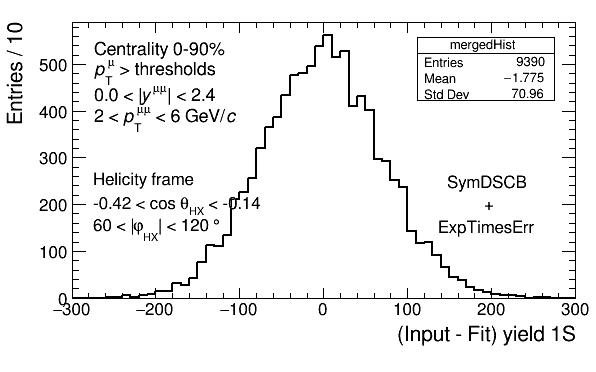 Entries / 10
500
400
300
200
100
0
Centrality 0-90%
p_T^μ > thresholds
0.0 < |y^μμ| < 2.4
2 < p_T^μμ < 6 GeV/c
Helicity frame
-0.42 < cos θ_HX < -0.14
60 < |φ_HX| < 120 °
mergedHist
Entries 9390
Mean −1.775
Std Dev 70.96
SymDSCB
+
ExpTimesErr
−300 −200 −100 0 100 200 300
(Input - Fit) yield 1S